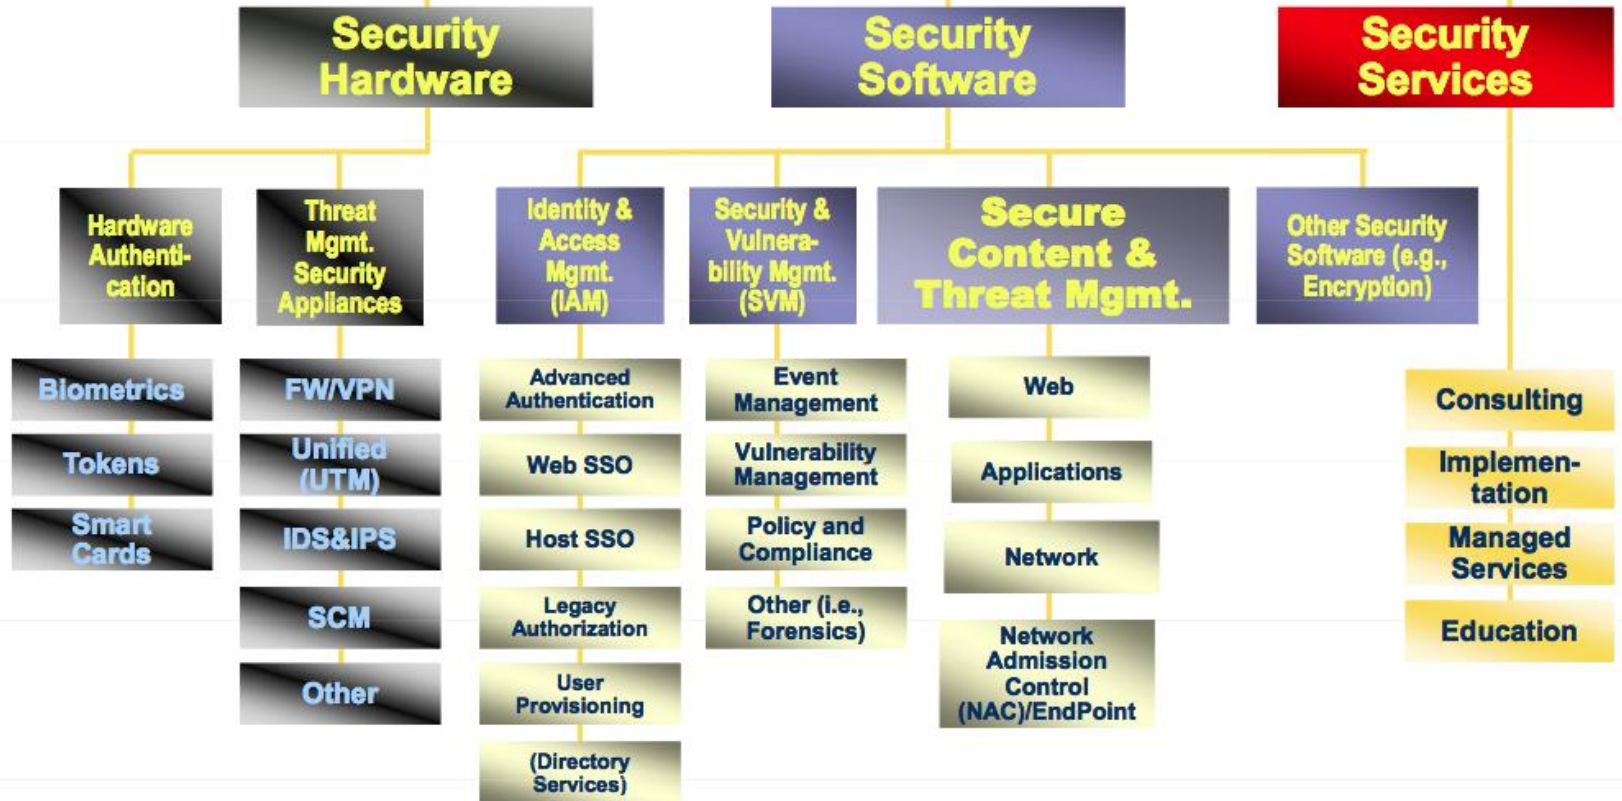 Security
Hardware
Security
Software
Security
Services
Hardware
Authenti-
cation
Threat
Mgmt.
Security
Appliances
Identity &
Access
Mgmt.
(IAM)
Security &
Vulnera-
bility Mgmt.
(SVM)
Secure
Content &
Threat Mgmt.
Other Security
Software (e.g.,
Encryption)
Biometrics
Tokens
Smart
Cards
FW/VPN
Unified
(UTM)
IDS&IPS
SCM
Other
Advanced
Authentication
Web SSO
Host SSO
Legacy
Authorization
User
Provisioning
(Directory
Services)
Event
Management
Vulnerability
Management
Policy and
Compliance
Other (i.e.,
Forensics)
Web
Applications
Network
Network
Admission
Control
(NAC)/EndPoint
Consulting
Implemen-
tation
Managed
Services
Education